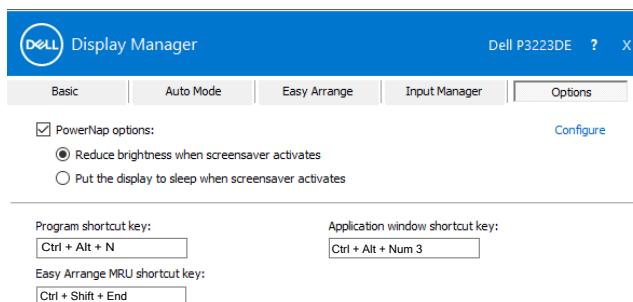 DELL Display Manager Dell P3223DE ? X
Basic Auto Mode Easy Arrange Input Manager Options
PowerNap options: Configure
Reduce brightness when screensaver activates
Put the display to sleep when screensaver activates
Program shortcut key: Application window shortcut key:
Ctrl + Alt + N Ctrl + Alt + Num 3
Easy Arrange MRU shortcut key:
Ctrl + Shift + End